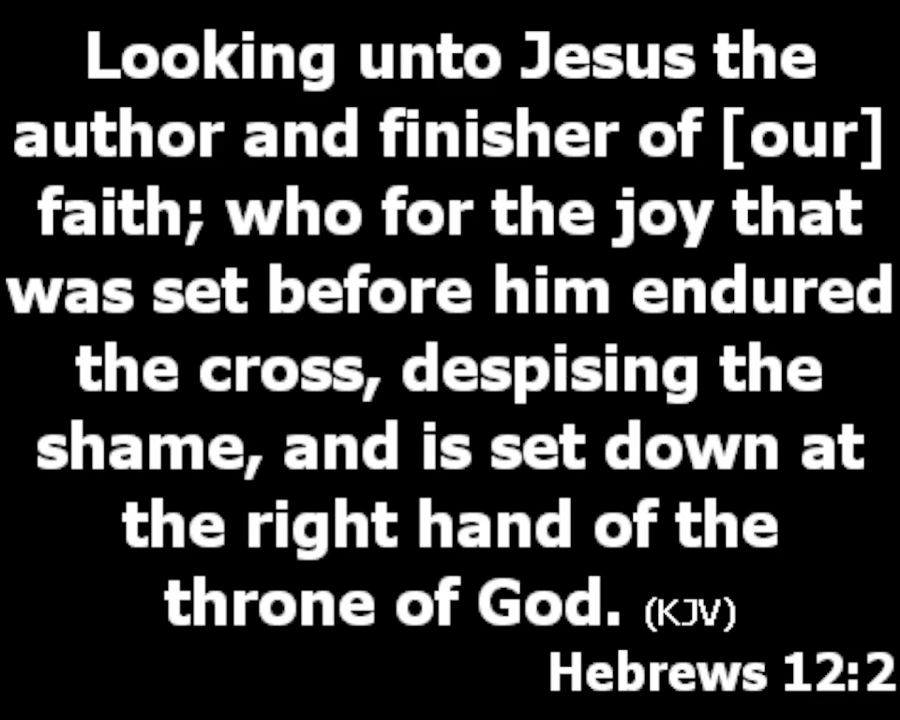 Looking unto Jesus the
author and finisher of [our]
faith; who for the joy that
was set before him endured
the cross, despising the
shame, and is set down at
the right hand of the
throne of God. (KJV)
Hebrews 12:2